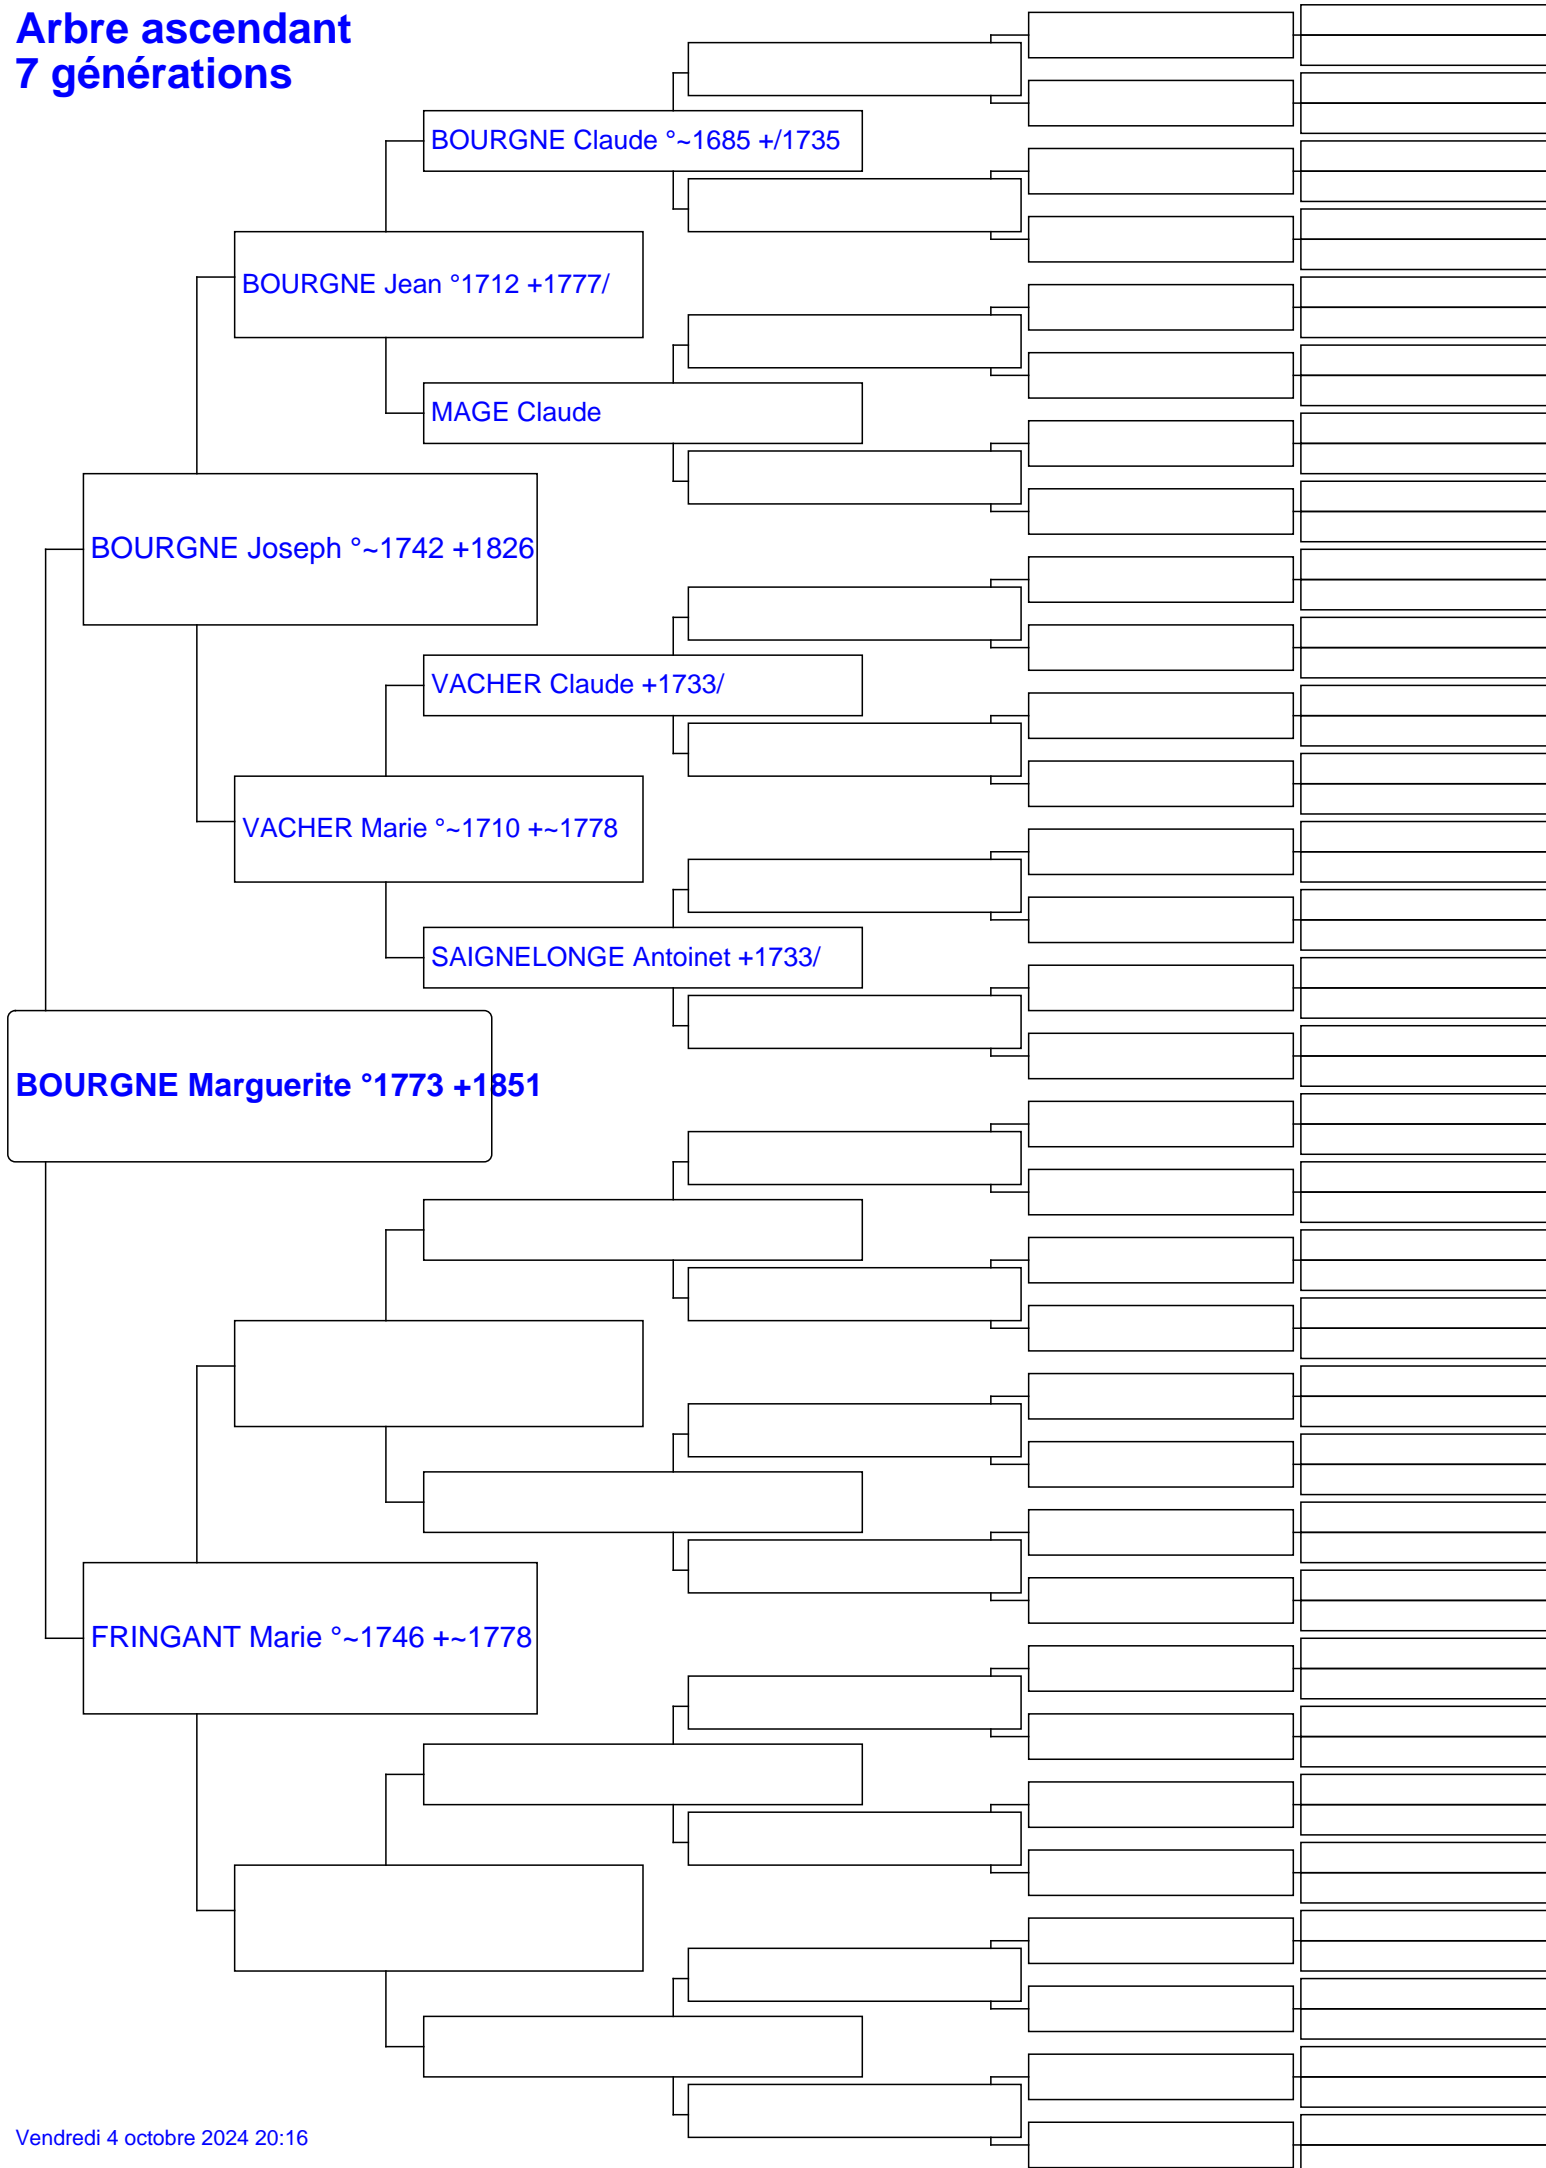 Arbre ascendant
7 générations
BOURGNE Claude °~1685 +/1735
BOURGNE Jean °1712 +1777/
MAGE Claude
BOURGNE Joseph °~1742 +1826
VACHER Claude +1733/
VACHER Marie °~1710 +~1778
SAIGNELONGE Antoinet +1733/
BOURGNE Marguerite °1773 +1851
FRINGANT Marie °~1746 +~1778
Vendredi 4 octobre 2024 20:16